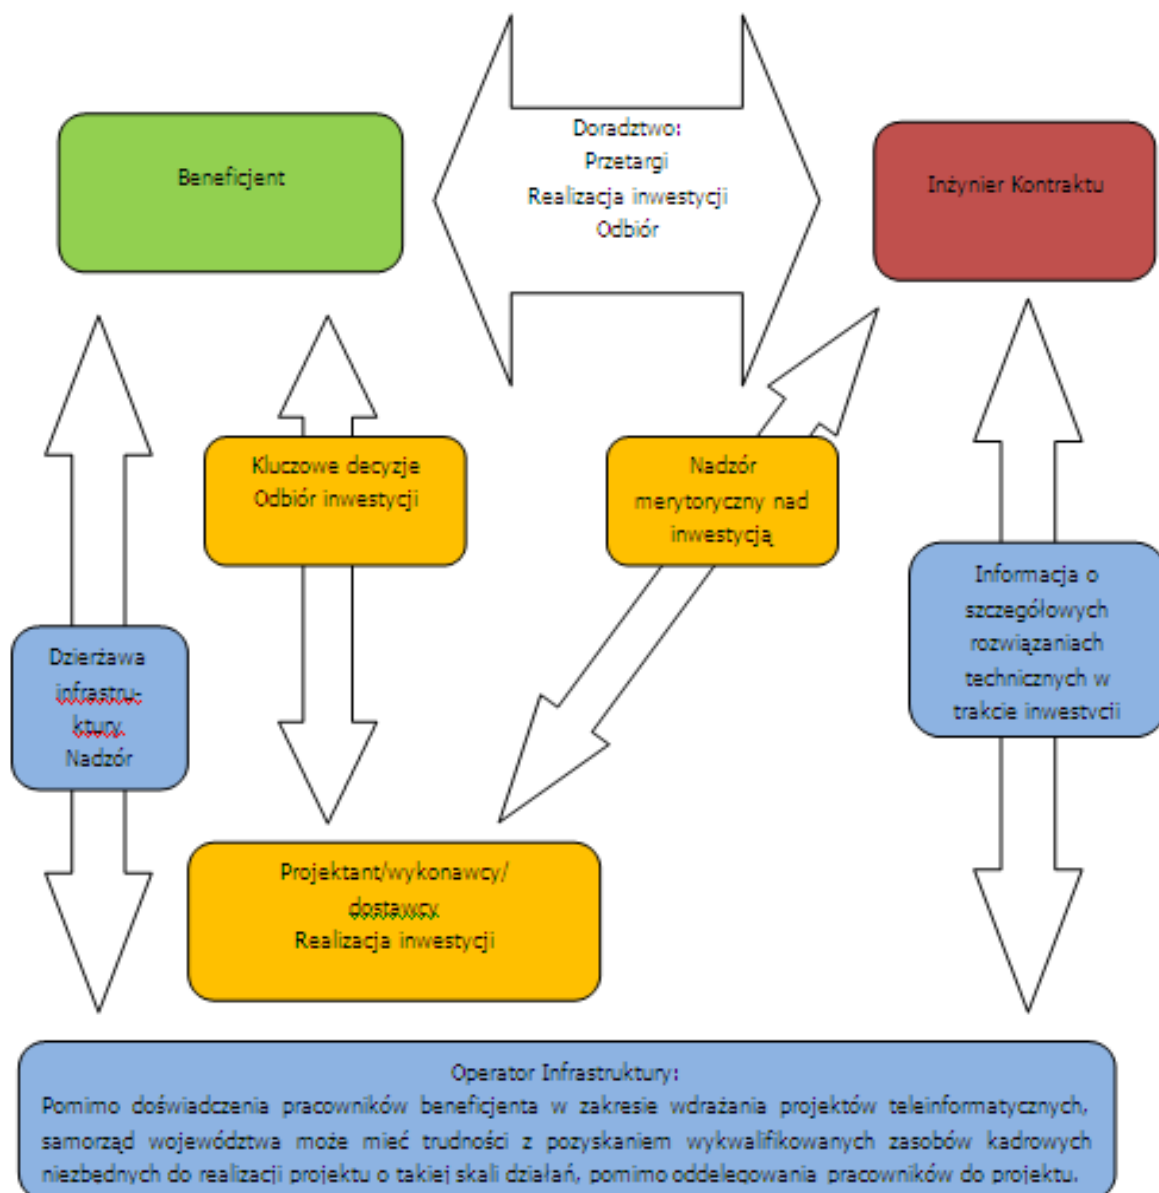 Doradztwo:
Przetargi
Realizacja inwestycji
Odbiór
Beneficjent
Inżynier Kontraktu
Kluczowe decyzje
Odbiór inwestycji
Nadzór
merytoryczny nad
inwestycją
Informacja o
szczegółowych
rozwiązaniach
technicznych w
trakcie inwestycji
Dzierżawa
infrastru-
ktury
Nadzór
Projektant/wykonawcy/
dostawcy
Realizacja inwestycji
Operator Infrastruktury:
Pomimo doświadczenia pracowników beneficjenta w zakresie wdrażania projektów teleinformatycznych,
samorząd województwa może mieć trudności z pozyskaniem wykwalifikowanych zasobów kadrowych
niezbędnych do realizacji projektu o takiej skali działań, pomimo oddelegowania pracowników do projektu.